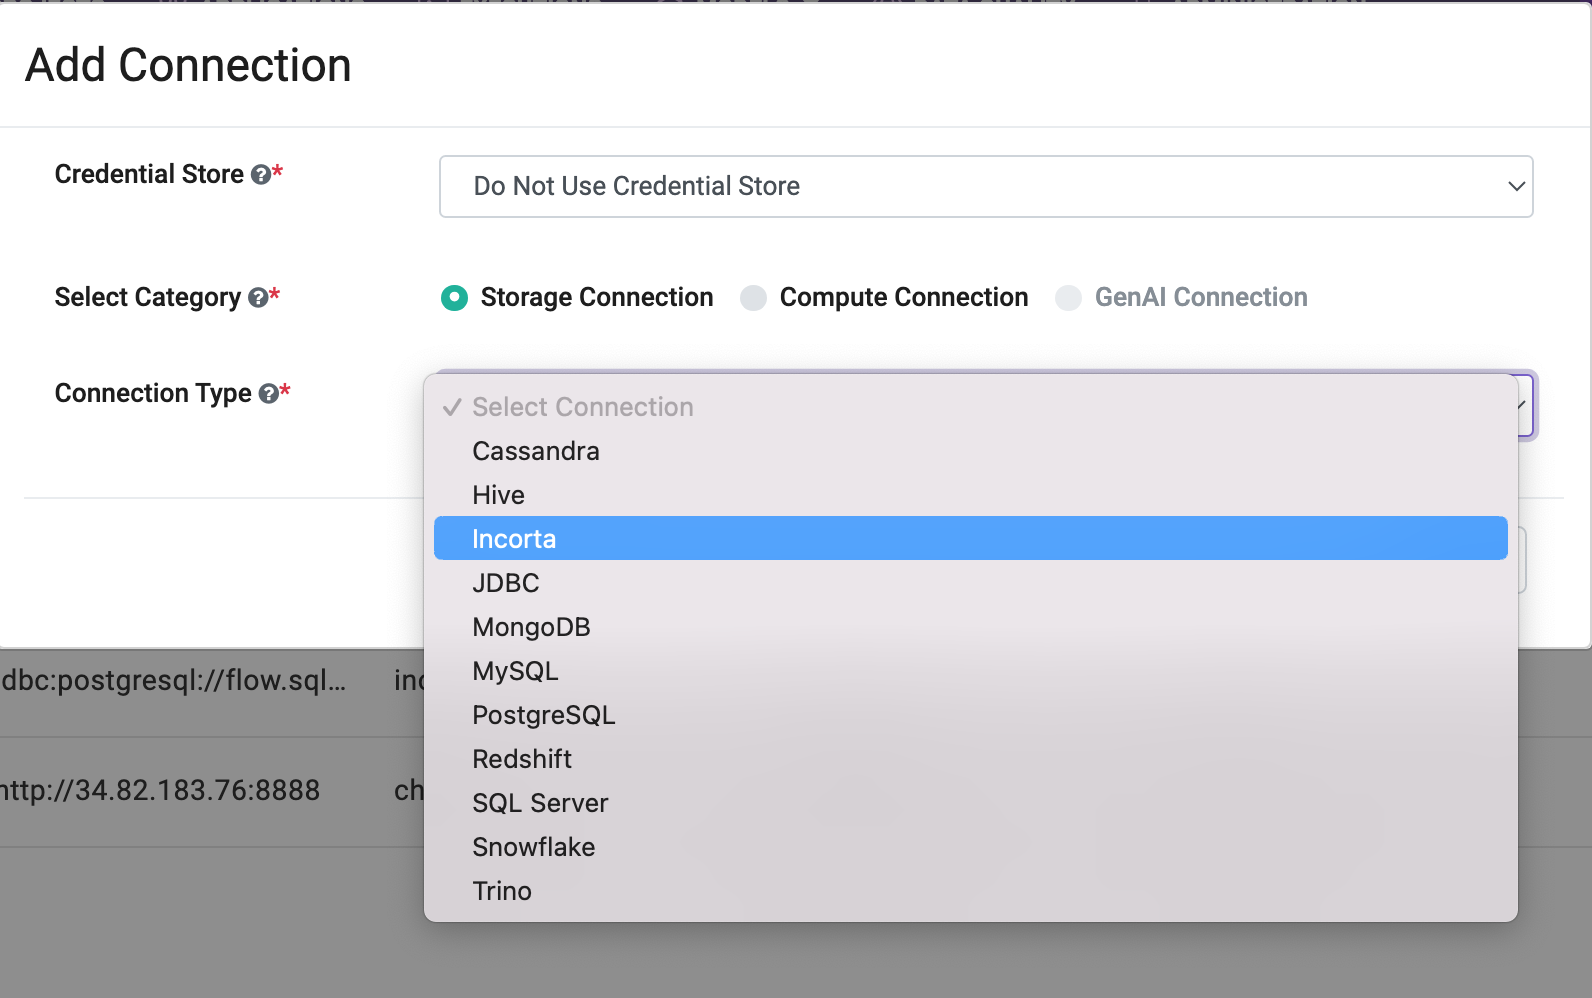 Add Connection
Credential Store ?*
Do Not Use Credential Store
Select Category ?*
Storage Connection Compute Connection GenAI Connection
Connection Type ?*
✓ Select Connection
Cassandra
Hive
Incorta
JDBC
MongoDB
MySQL
PostgreSQL
Redshift
SQL Server
Snowflake
Trino
dbc:postgresql://flow.sql...
http://34.82.183.76:8888